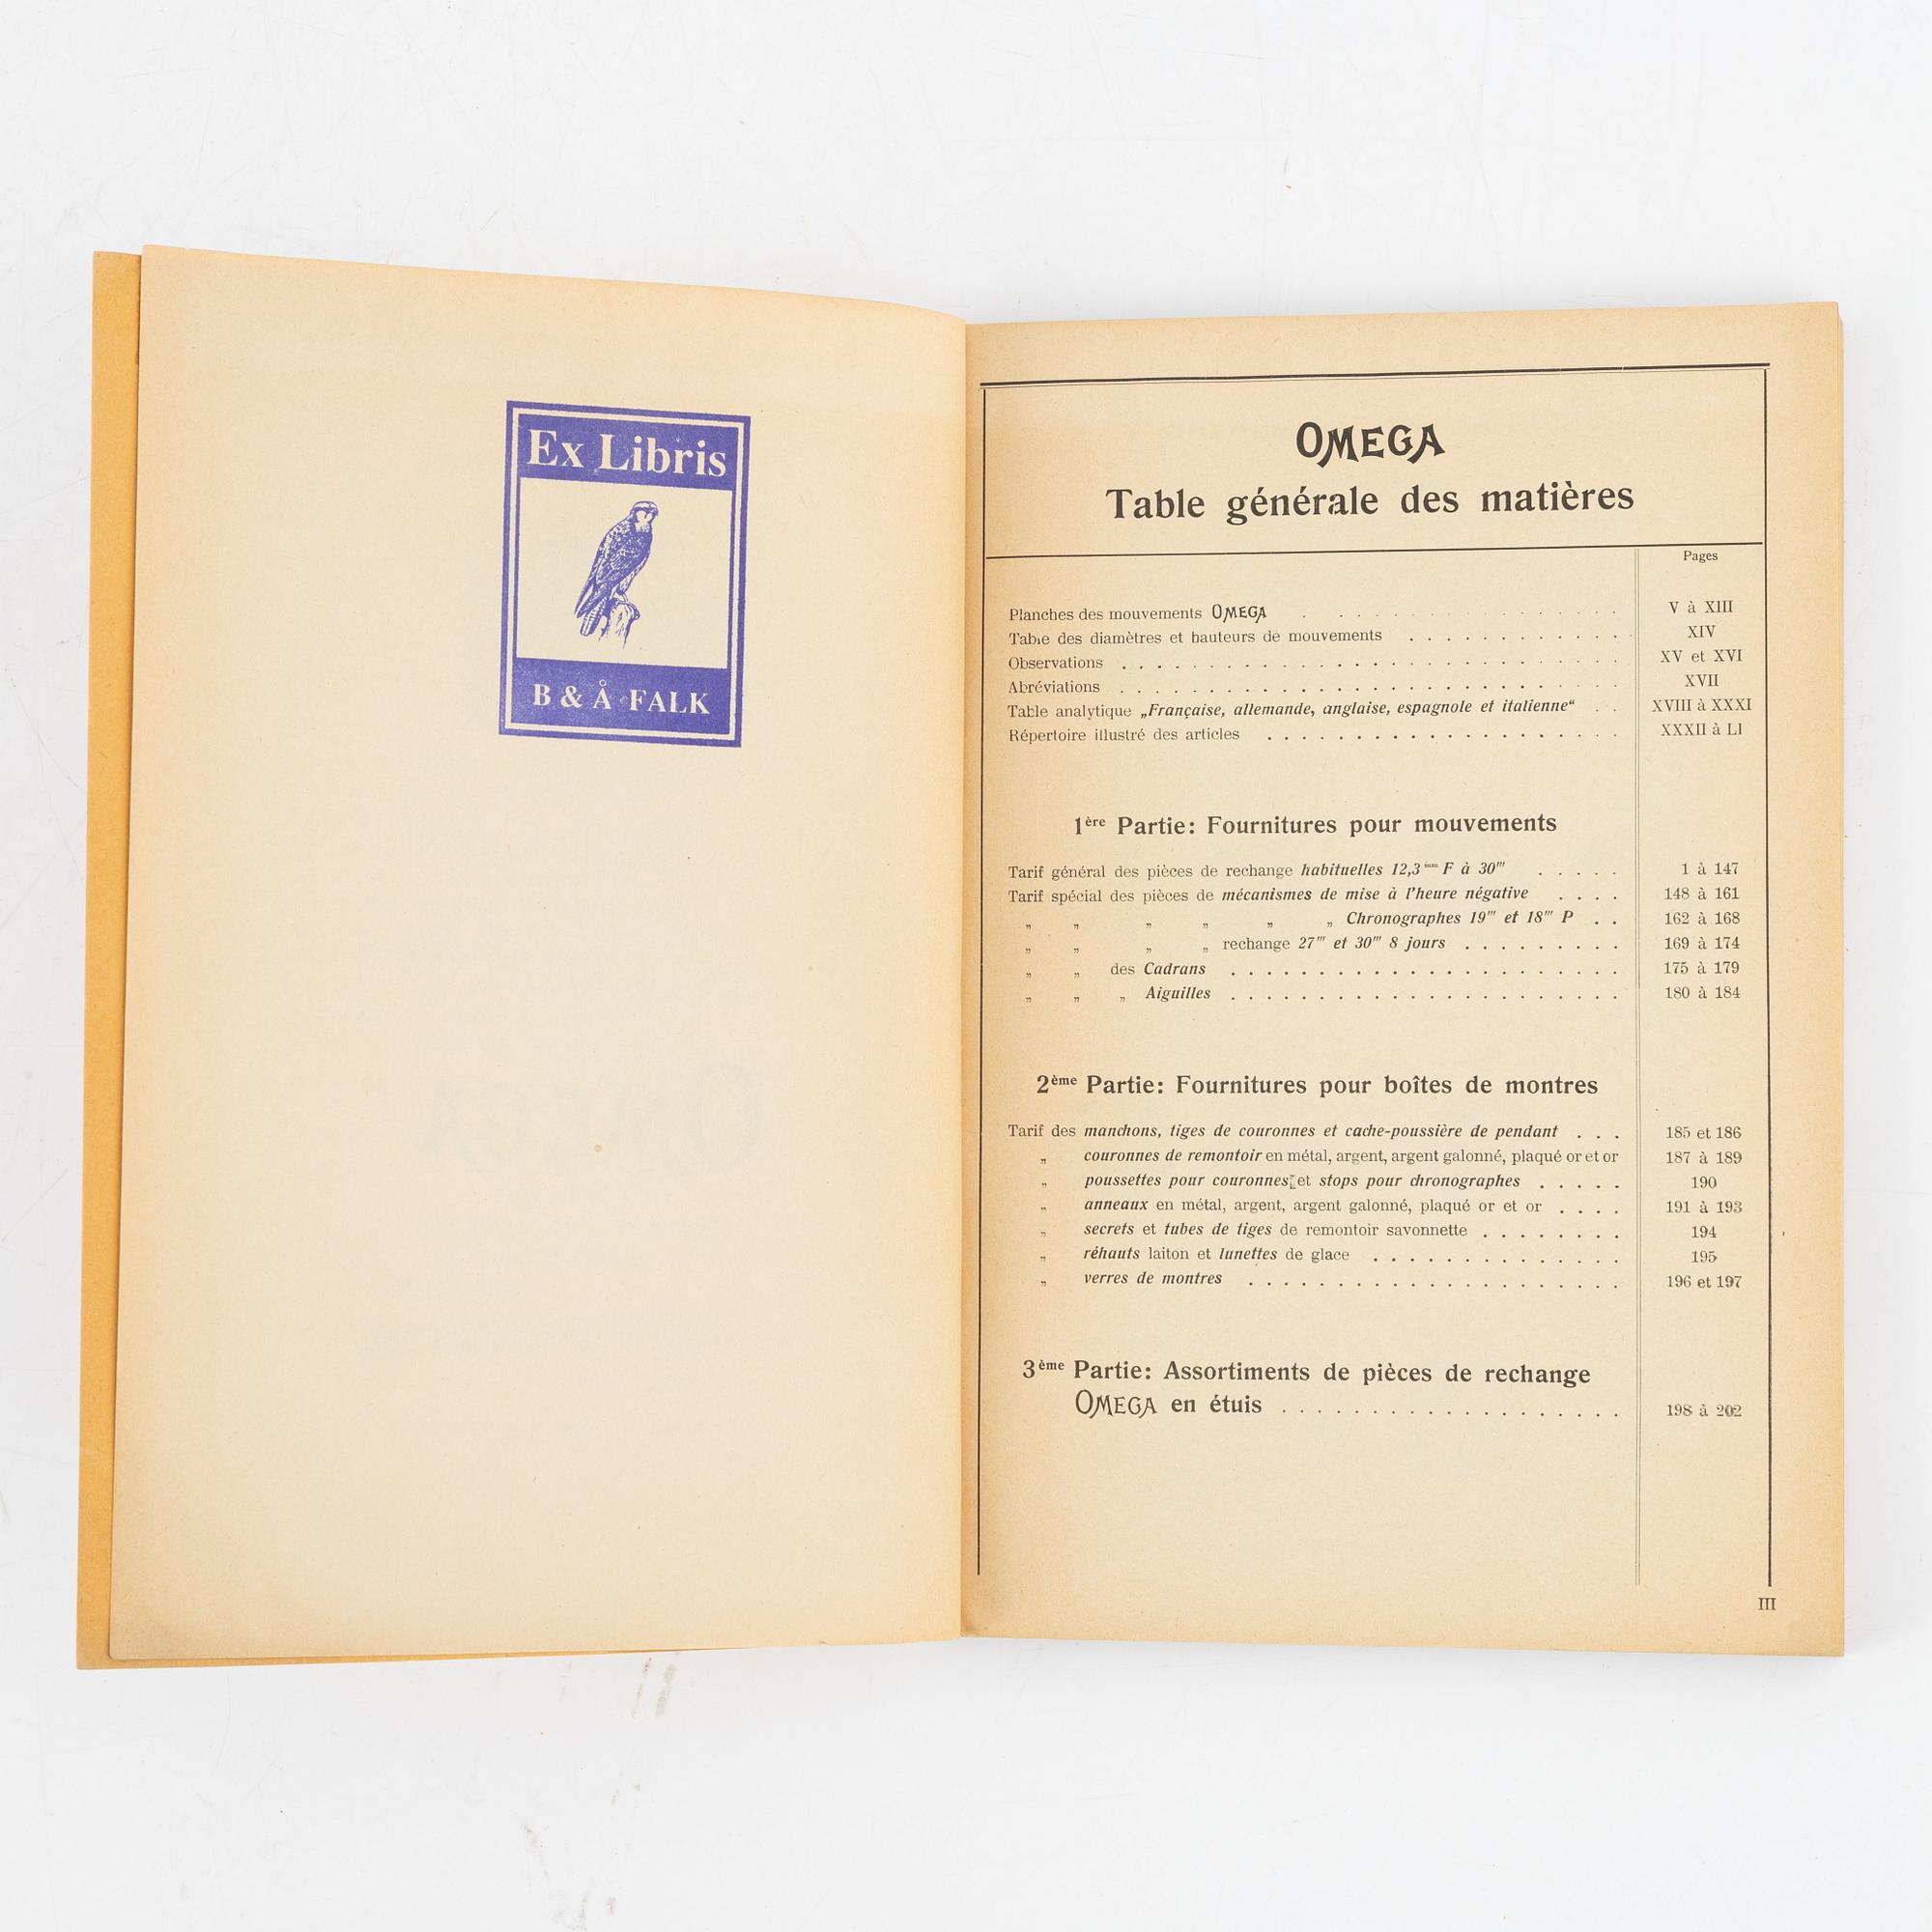 Ex Libris
B & Å FALK
OMEGA
Table générale des matières
Pages
Planches des mouvements OMEGA . . . . . . . . . . . . . . V à XIII
Table des diamètres et hauteurs de mouvements . . . . . . . . . . . . . XIV
Observations . . . . . . . . . . . . . . . . . . . . . . . . . . . . . XV et XVI
Abréviations . . . . . . . . . . . . . . . . . . . . . . . . . . . . . XVII
Table analytique „Française, allemande, anglaise, espagnole et italienne“ . . XVIII à XXXI
Répertoire illustré des articles . . . . . . . . . . . . . . . . . . . . XXXII à LI
1ère Partie: Fournitures pour mouvements
Tarif général des pièces de rechange habituelles 12,3 F à 30''' . . . . . 1 à 147
Tarif spécial des pièces de mécanismes de mise à l'heure négative . . . . 148 à 161
„ „ „ „ „ „ Chronographes 19''' et 18''' P . . 162 à 168
„ „ „ „ rechange 27''' et 30''' 8 jours . . . . . . . . . 169 à 174
„ „ des Cadrans . . . . . . . . . . . . . . . . . . . . . . . 175 à 179
„ „ „ Aiguilles . . . . . . . . . . . . . . . . . . . . . . . 180 à 184
2ème Partie: Fournitures pour boîtes de montres
Tarif des manchons, tiges de couronnes et cache-poussière de pendant . . . 185 et 186
„ couronnes de remontoir en métal, argent, argent galonné, plaqué or et or 187 à 189
„ poussettes pour couronnes et stops pour chronographes . . . . . 190
„ anneaux en métal, argent, argent galonné, plaqué or et or . . . . 191 à 193
„ secrets et tubes de tiges de remontoir savonnette . . . . . . . . 194
„ réhauts laiton et lunettes de glace . . . . . . . . . . . . . . 195
„ verres de montres . . . . . . . . . . . . . . . . . . . . . . 196 et 197
3ème Partie: Assortiments de pièces de rechange
OMEGA en étuis . . . . . . . . . . . . . . . . . . . 198 à 202
III